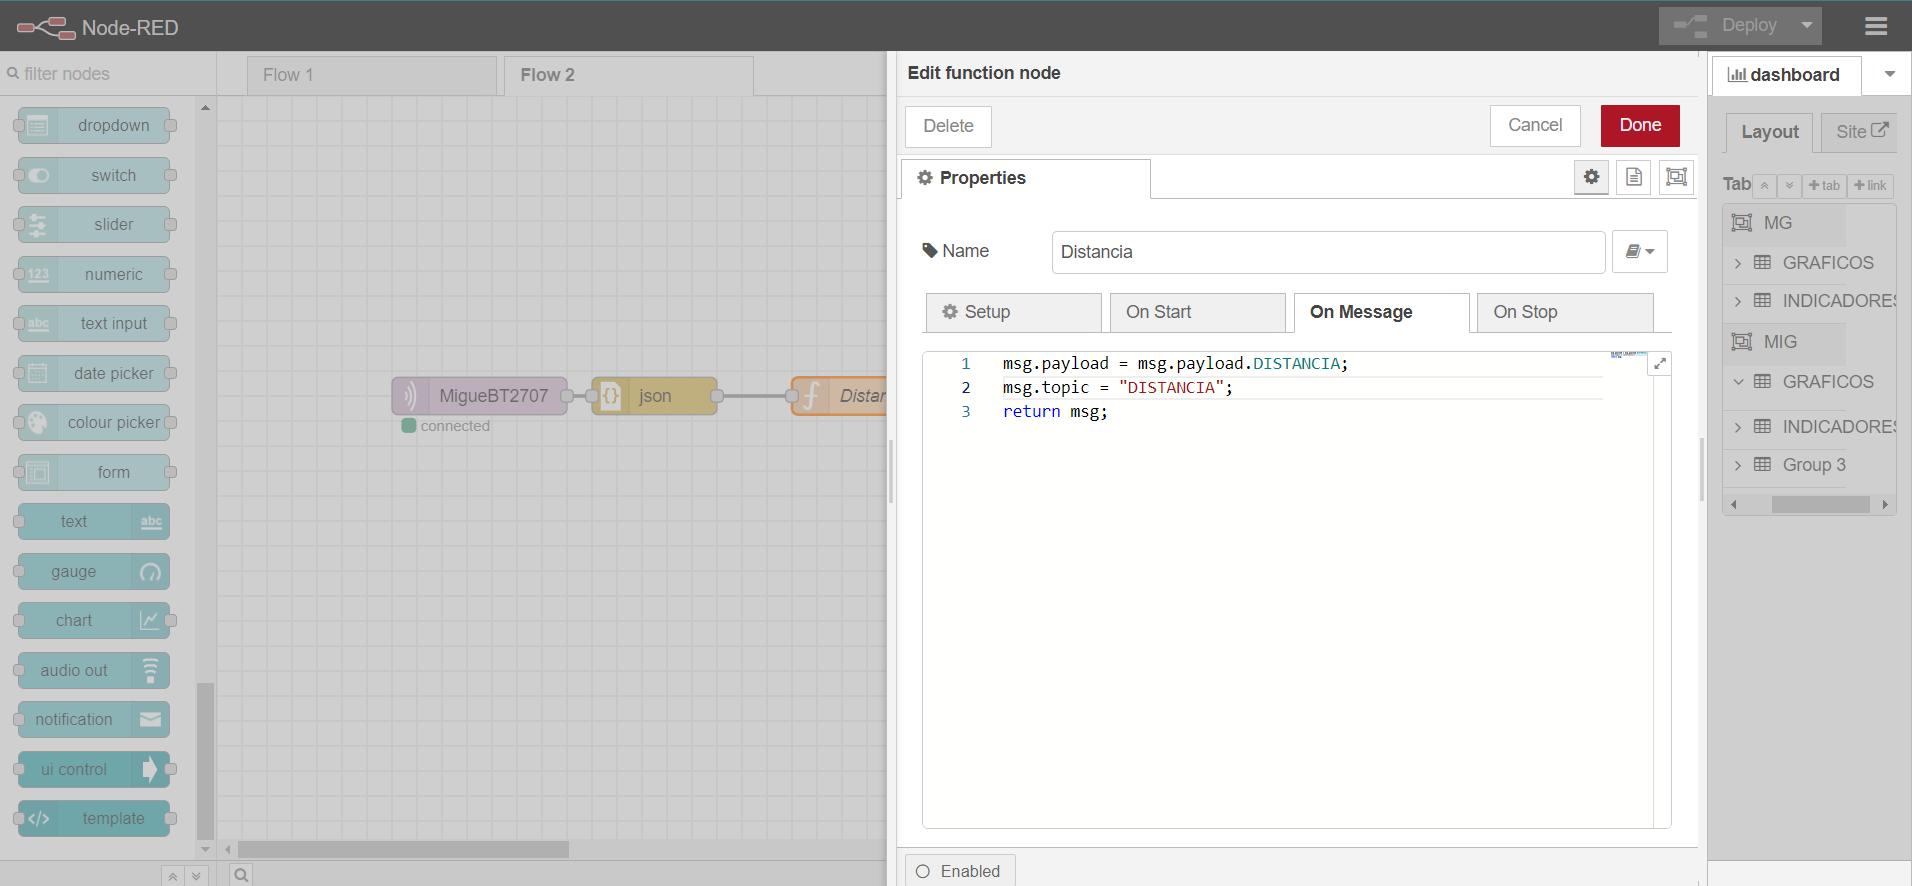 Node-RED
Deploy
filter nodes
Flow 1
Flow 2
dropdown
switch
slider
123
numeric
abc
text input
date picker
colour picker
form
text
abc
gauge
chart
audio out
notification
ui control
</>
template
MigueBT2707
{}
json
f
Distar
connected
Edit function node
Delete
Cancel
Done
Properties
Name
Distancia
Setup
On Start
On Message
On Stop
1 msg.payload = msg.payload.DISTANCIA;
2 msg.topic = "DISTANCIA";
3 return msg;
Enabled
dashboard
Layout
Site
Tab
+ tab
+ link
MG
GRAFICOS
INDICADORES
MIG
GRAFICOS
INDICADORES
Group 3